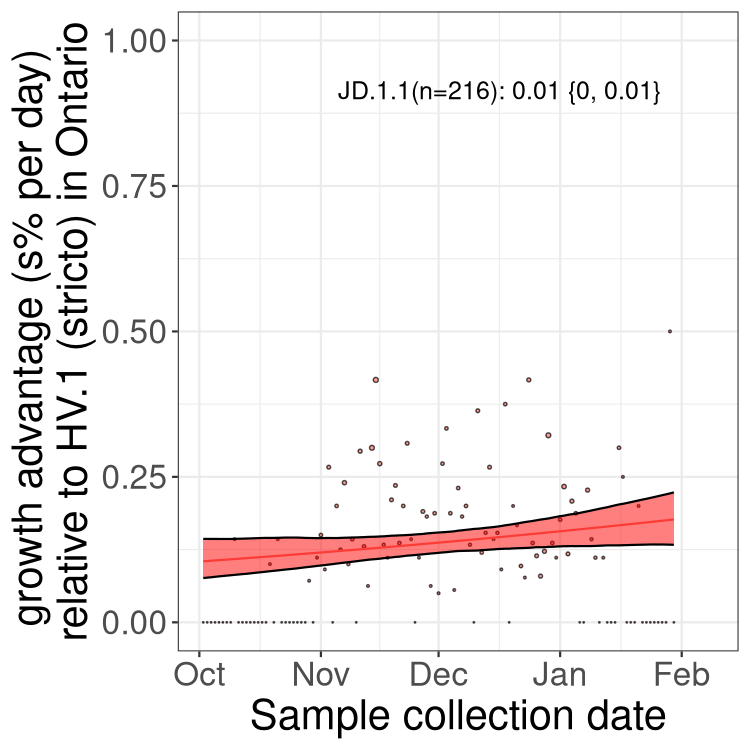 growth advantage (s% per day)
relative to HV.1 (stricto) in Ontario
1.00
0.75
0.50
0.25
0.00
JD.1.1(n=216): 0.01 {0, 0.01}
Oct Nov Dec Jan Feb
Sample collection date